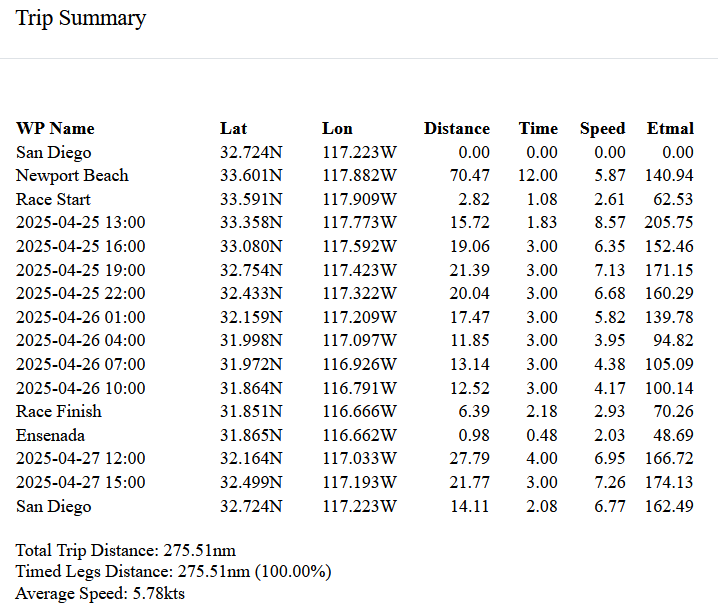 Trip Summary
WP Name Lat Lon Distance Time Speed Etmal
San Diego 32.724N 117.223W 0.00 0.00 0.00 0.00
Newport Beach 33.601N 117.882W 70.47 12.00 5.87 140.94
Race Start 33.591N 117.909W 2.82 1.08 2.61 62.53
2025-04-25 13:00 33.358N 117.773W 15.72 1.83 8.57 205.75
2025-04-25 16:00 33.080N 117.592W 19.06 3.00 6.35 152.46
2025-04-25 19:00 32.754N 117.423W 21.39 3.00 7.13 171.15
2025-04-25 22:00 32.433N 117.322W 20.04 3.00 6.68 160.29
2025-04-26 01:00 32.159N 117.209W 17.47 3.00 5.82 139.78
2025-04-26 04:00 31.998N 117.097W 11.85 3.00 3.95 94.82
2025-04-26 07:00 31.972N 116.926W 13.14 3.00 4.38 105.09
2025-04-26 10:00 31.864N 116.791W 12.52 3.00 4.17 100.14
Race Finish 31.851N 116.666W 6.39 2.18 2.93 70.26
Ensenada 31.865N 116.662W 0.98 0.48 2.03 48.69
2025-04-27 12:00 32.164N 117.033W 27.79 4.00 6.95 166.72
2025-04-27 15:00 32.499N 117.193W 21.77 3.00 7.26 174.13
San Diego 32.724N 117.223W 14.11 2.08 6.77 162.49
Total Trip Distance: 275.51nm
Timed Legs Distance: 275.51nm (100.00%)
Average Speed: 5.78kts